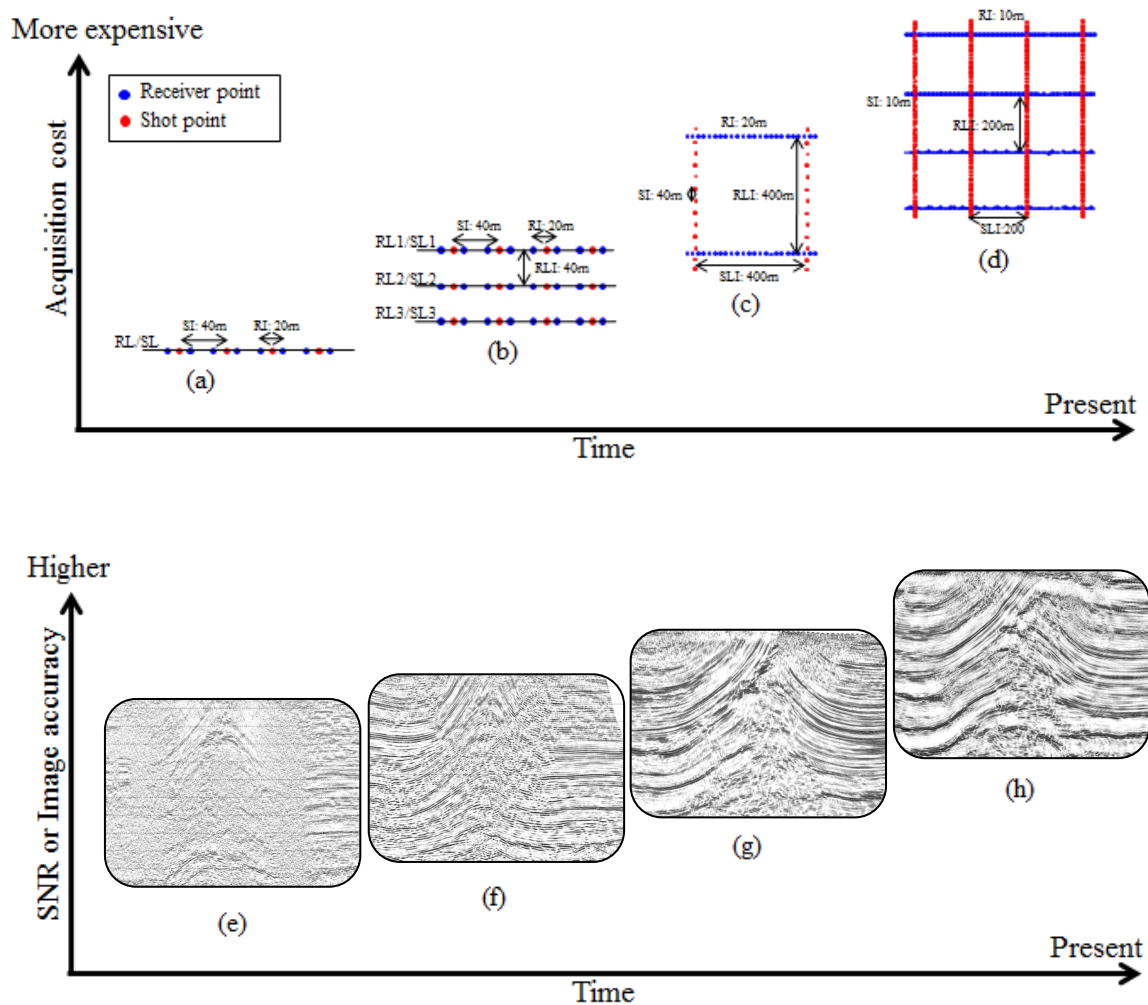 More expensive
Acquisition cost
Receiver point
Shot point
RL/SL
SI: 40m
RI: 20m
(a)
RL1/SL1
SI: 40m
RI: 20m
RLI: 40m
RL2/SL2
RL3/SL3
(b)
RI: 20m
SI: 40m
RLI: 400m
SLI: 400m
(c)
RI: 10m
SI: 10m
RLI: 200m
SLI:200
(d)
Present
Time
Higher
SNR or Image accuracy
(e)
(f)
(g)
(h)
Present
Time